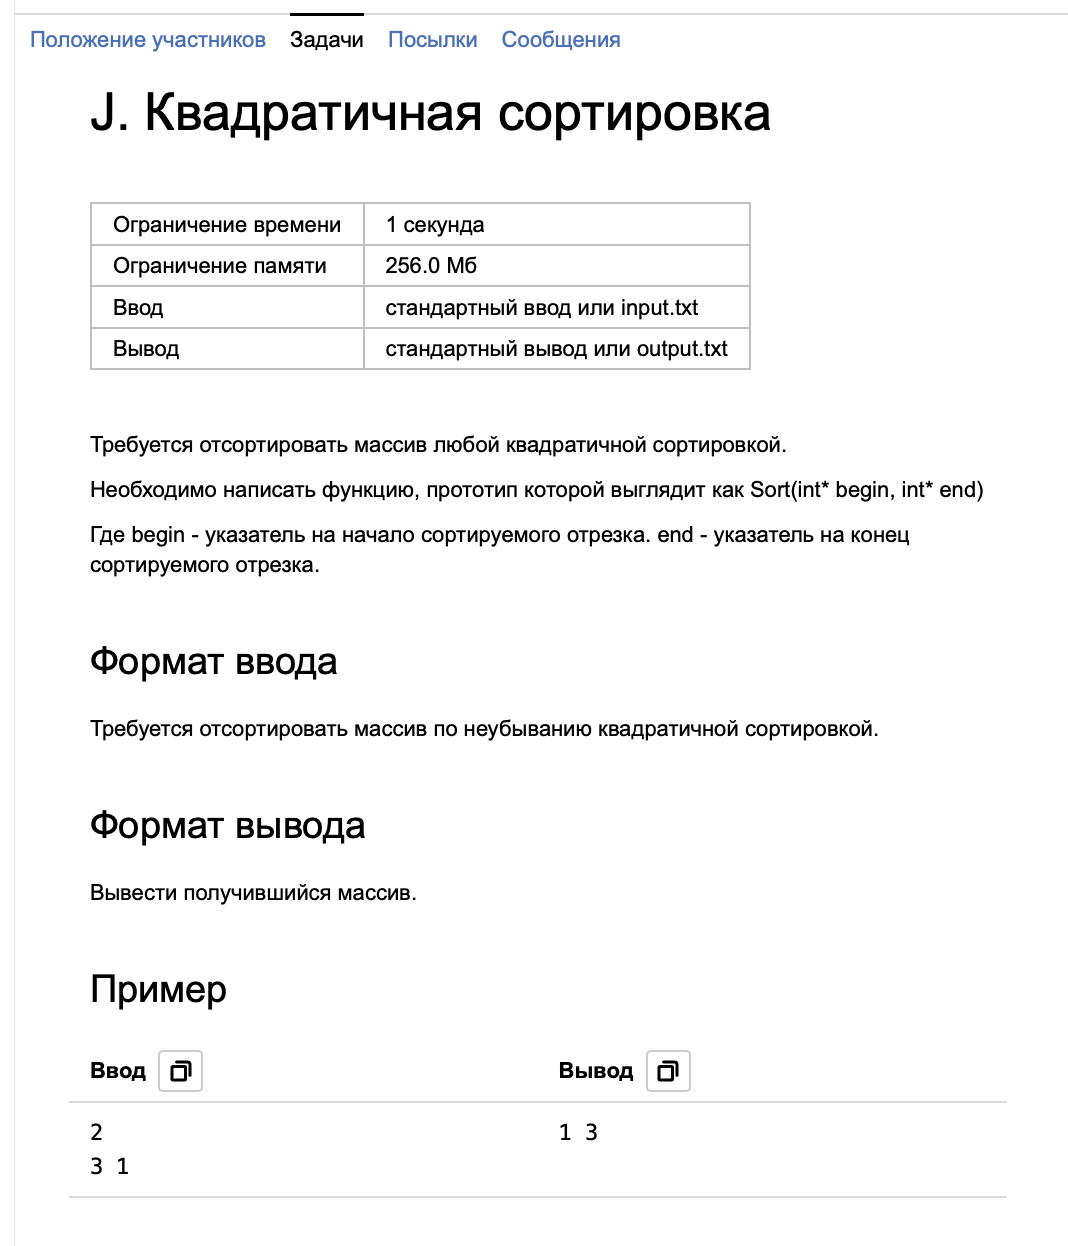 Положение участников Задачи Посылки Сообщения
J. Квадратичная сортировка
Ограничение времени 1 секунда
Ограничение памяти 256.0 Мб
Ввод стандартный ввод или input.txt
Вывод стандартный вывод или output.txt
Требуется отсортировать массив любой квадратичной сортировкой.
Необходимо написать функцию, прототип которой выглядит как Sort(int* begin, int* end)
Где begin - указатель на начало сортируемого отрезка. end - указатель на конец
сортируемого отрезка.
Формат ввода
Требуется отсортировать массив по неубыванию квадратичной сортировкой.
Формат вывода
Вывести получившийся массив.
Пример
Ввод Вывод
2 1 3
3 1